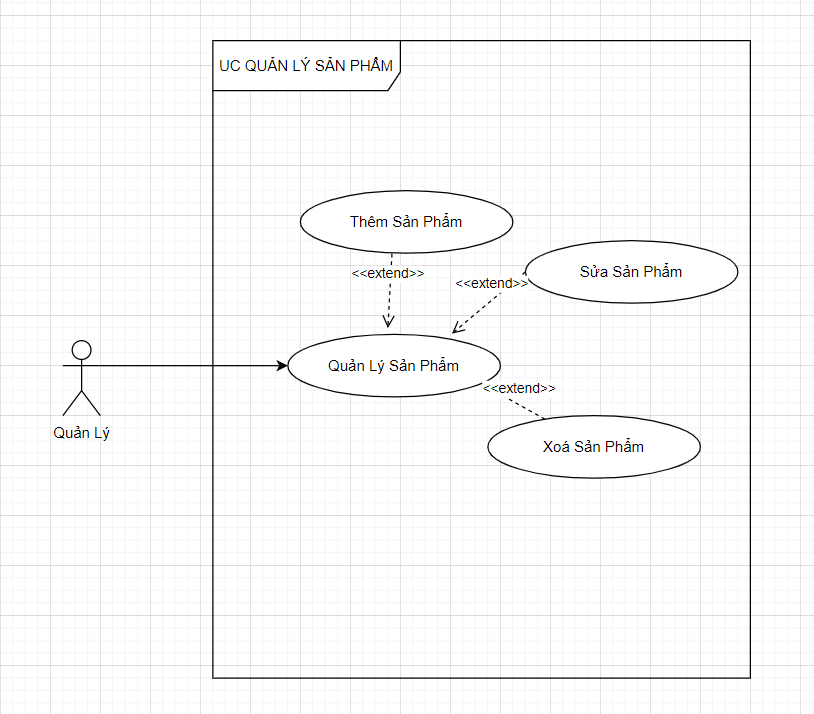 UC QUẢN LÝ SẢN PHẨM
Thêm Sản Phẩm
<<extend>>
Sửa Sản Phẩm
<<extend>>
Quản Lý Sản Phẩm
<<extend>>
Xoá Sản Phẩm
Quản Lý